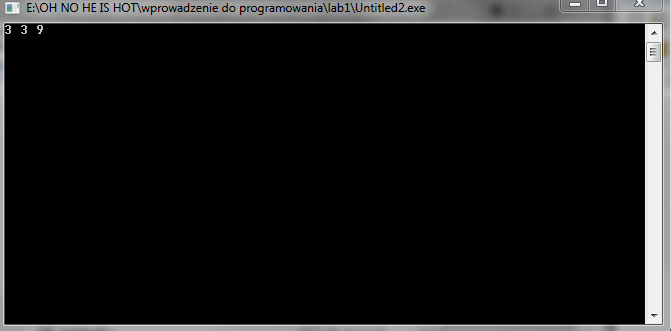 E:\OH NO HE IS HOT\wprowadzenie do programowania\lab1\Untitled2.exe
3 3 9